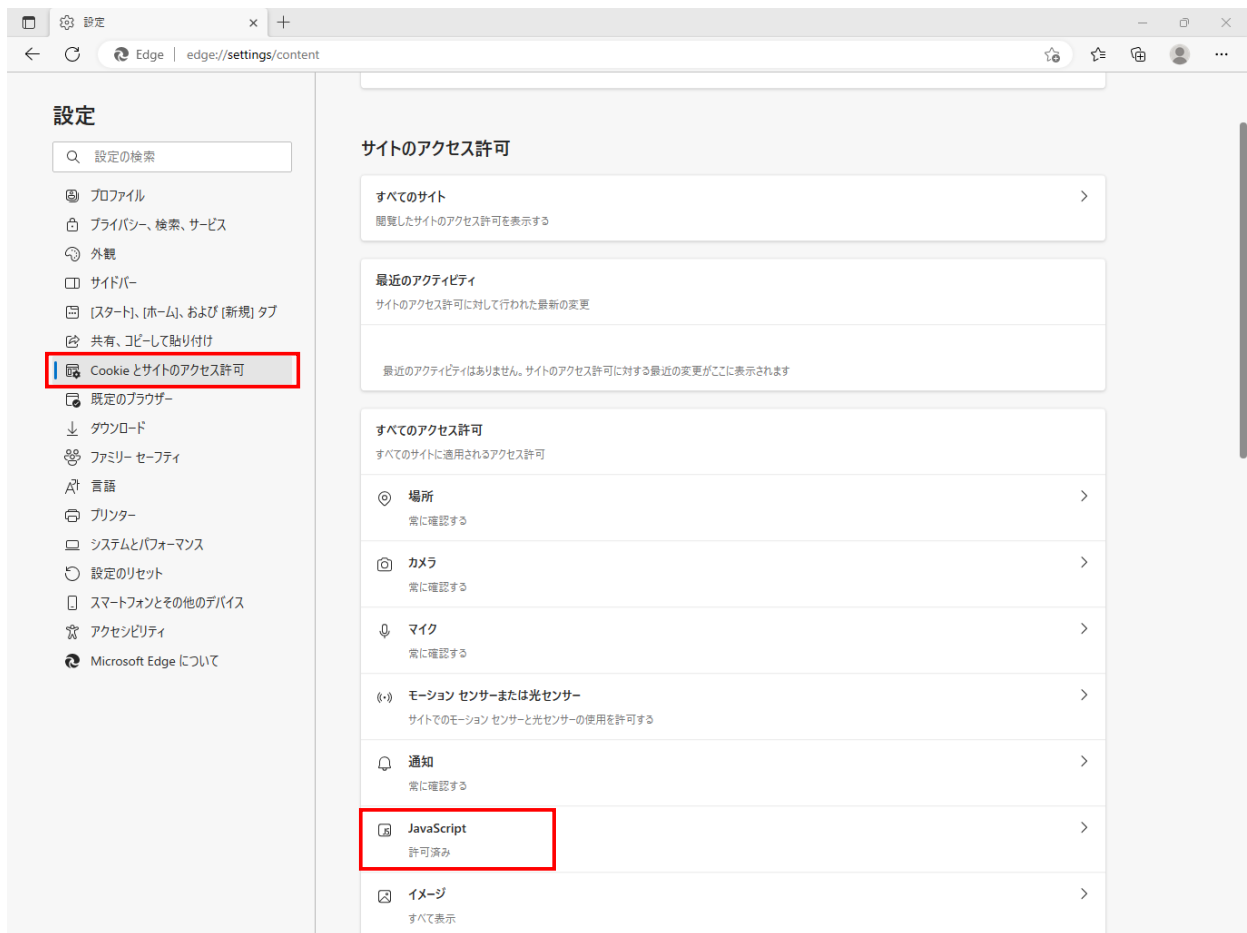 設定
Edge
edge://settings/content
設定
設定の検索
プロファイル
プライバシー、検索、サービス
外観
サイドバー
[スタート]、[ホーム]、および [新規] タブ
共有、コピーして貼り付け
Cookie とサイトのアクセス許可
既定のブラウザー
ダウンロード
ファミリー セーフティ
言語
プリンター
システムとパフォーマンス
設定のリセット
スマートフォンとその他のデバイス
アクセシビリティ
Microsoft Edge について
サイトのアクセス許可
すべてのサイト
閲覧したサイトのアクセス許可を表示する
最近のアクティビティ
サイトのアクセス許可に対して行われた最新の変更
最近のアクティビティはありません。サイトのアクセス許可に対する最近の変更がここに表示されます
すべてのアクセス許可
すべてのサイトに適用されるアクセス許可
場所
常に確認する
カメラ
常に確認する
マイク
常に確認する
モーション センサーまたは光センサー
サイトでのモーション センサーと光センサーの使用を許可する
通知
常に確認する
JavaScript
許可済み
イメージ
すべて表示